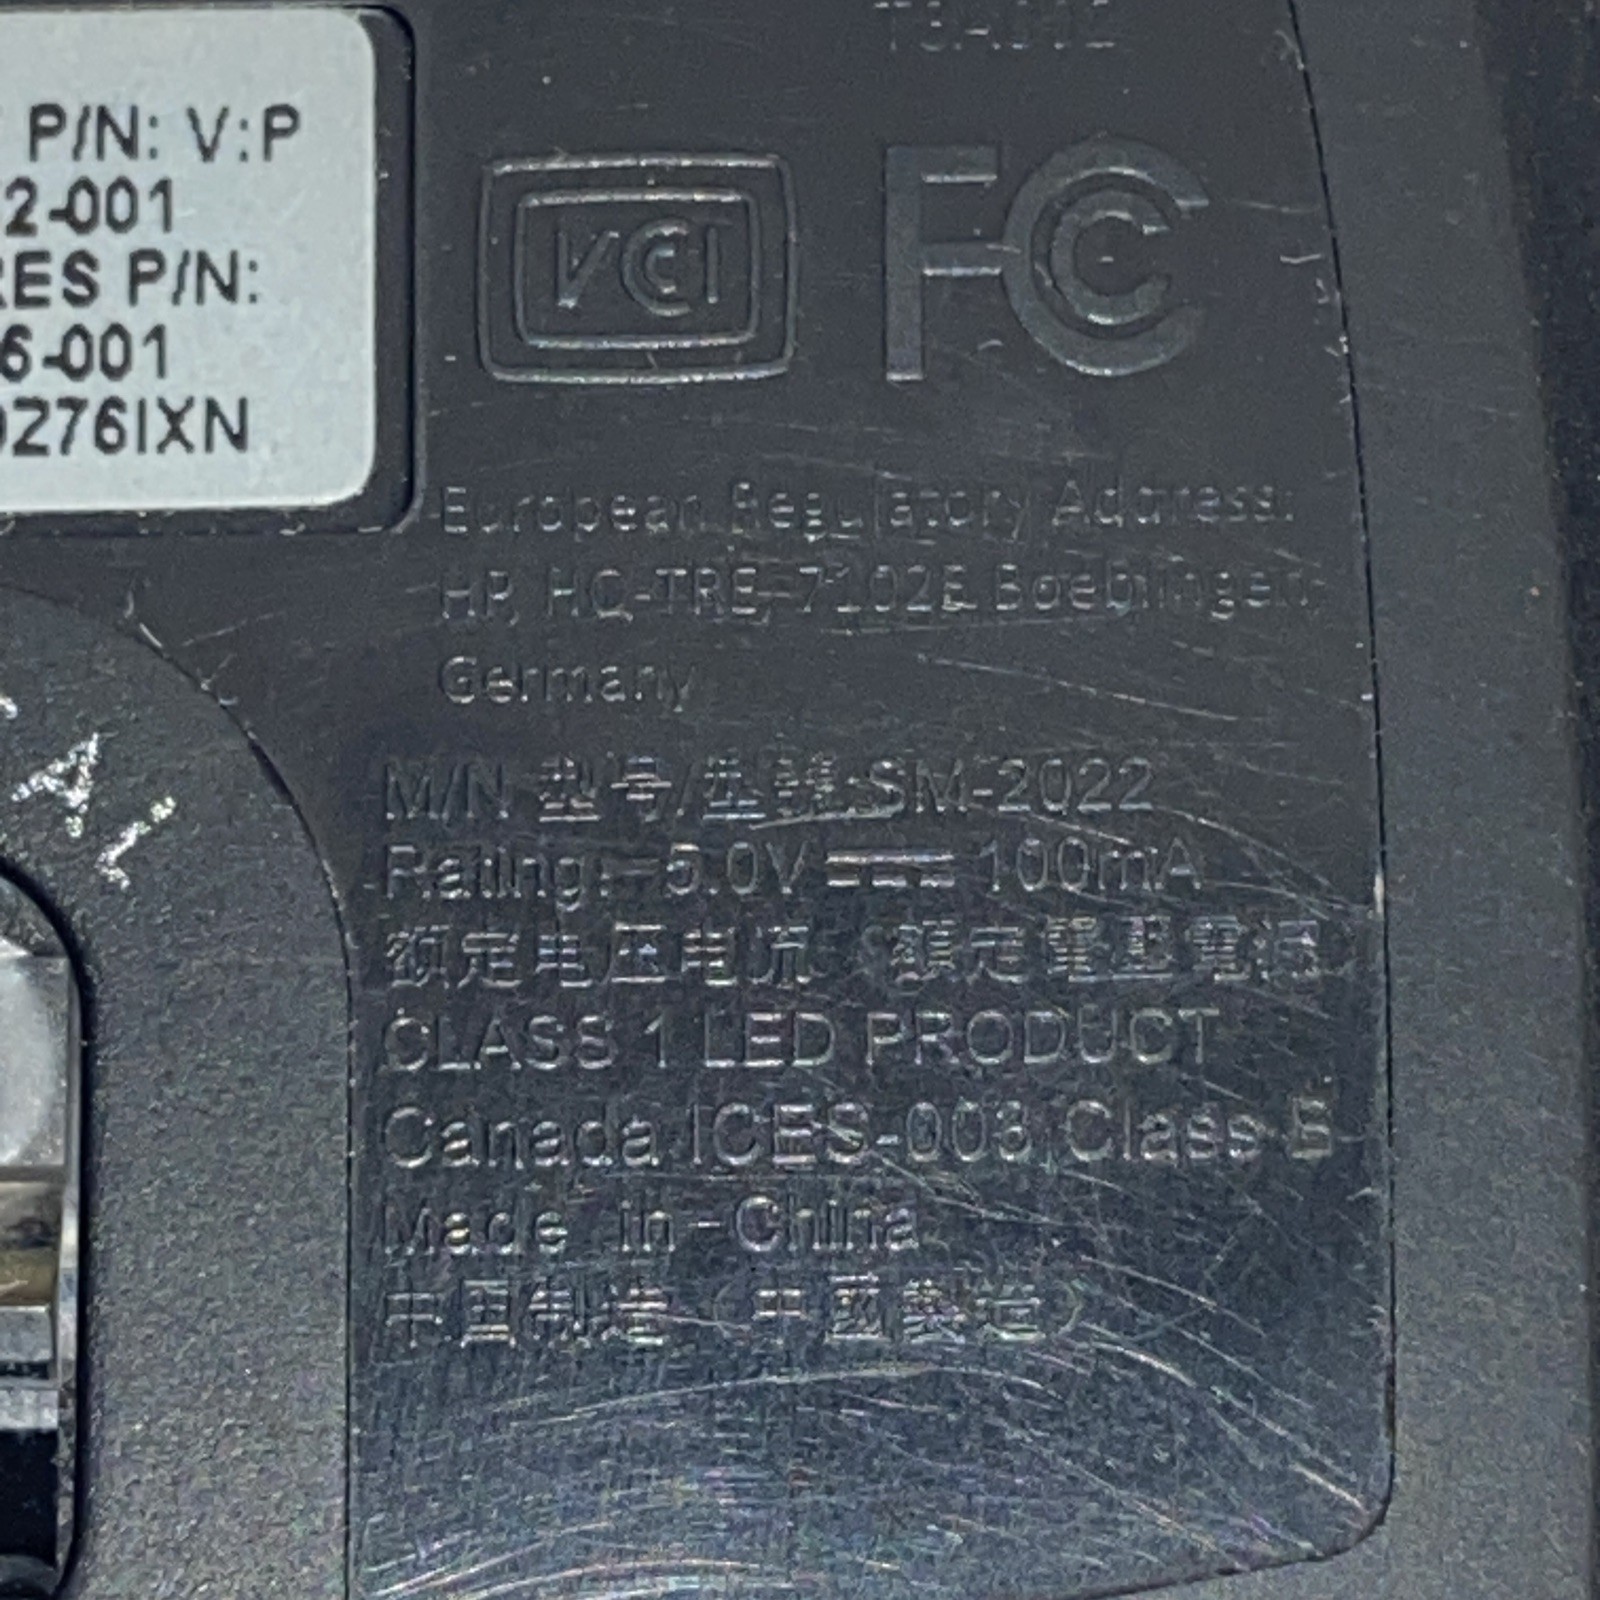 P/N: V:P
2-001
RES P/N:
6-001
0276IXN
VCI
FC
European Regulatory Address:
HP, HQ-TRE, 71025 Boeblingen,
Germany
M/N 型号/型號:SM-2022
Rating: 5.0V 100mA
额定电压电流（額定電壓電流）
CLASS 1 LED PRODUCT
Canada ICES-003 Class B
Made in China
中国制造（中國製造）